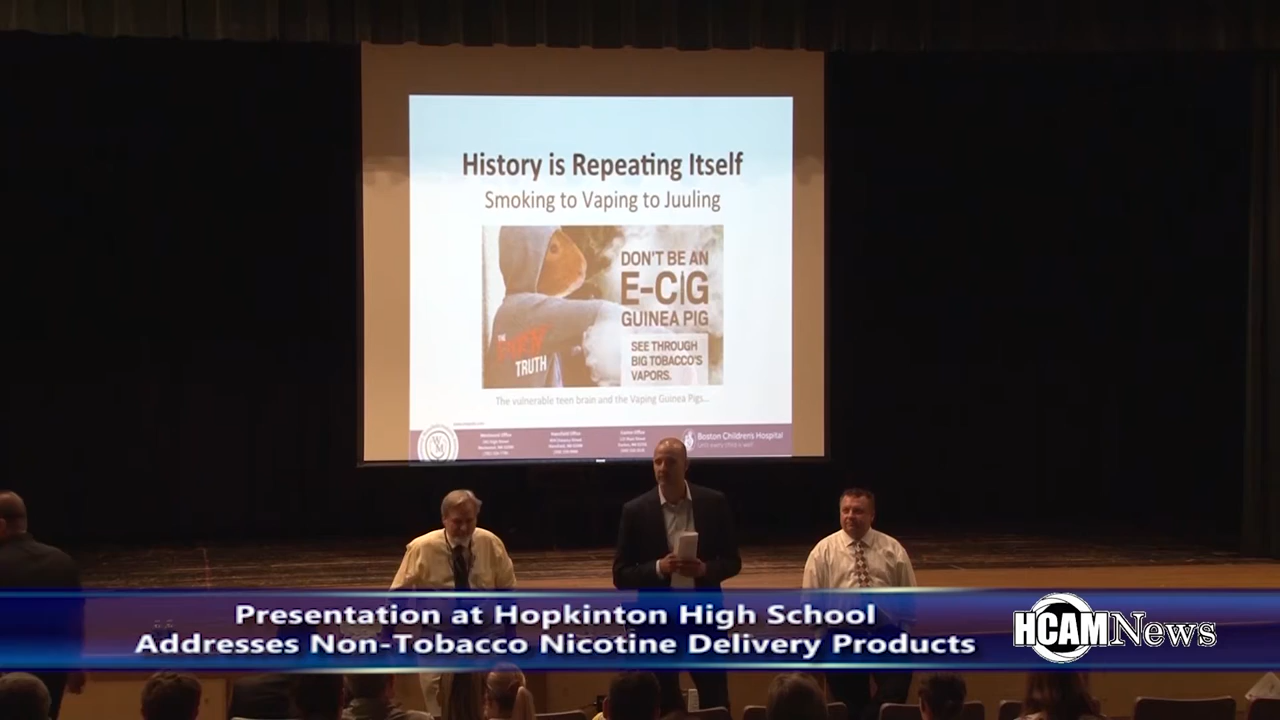 History is Repeating Itself
Smoking to Vaping to Juuling
DON'T BE AN
E-CIG
GUINEA PIG
THE
TRUTH
SEE THROUGH
BIG TOBACCO'S
VAPORS.
The vulnerable teen brain and the Vaping Guinea Pigs...
Boston Children's Hospital
Presentation at Hopkinton High School
Addresses Non-Tobacco Nicotine Delivery Products
HCAMNews